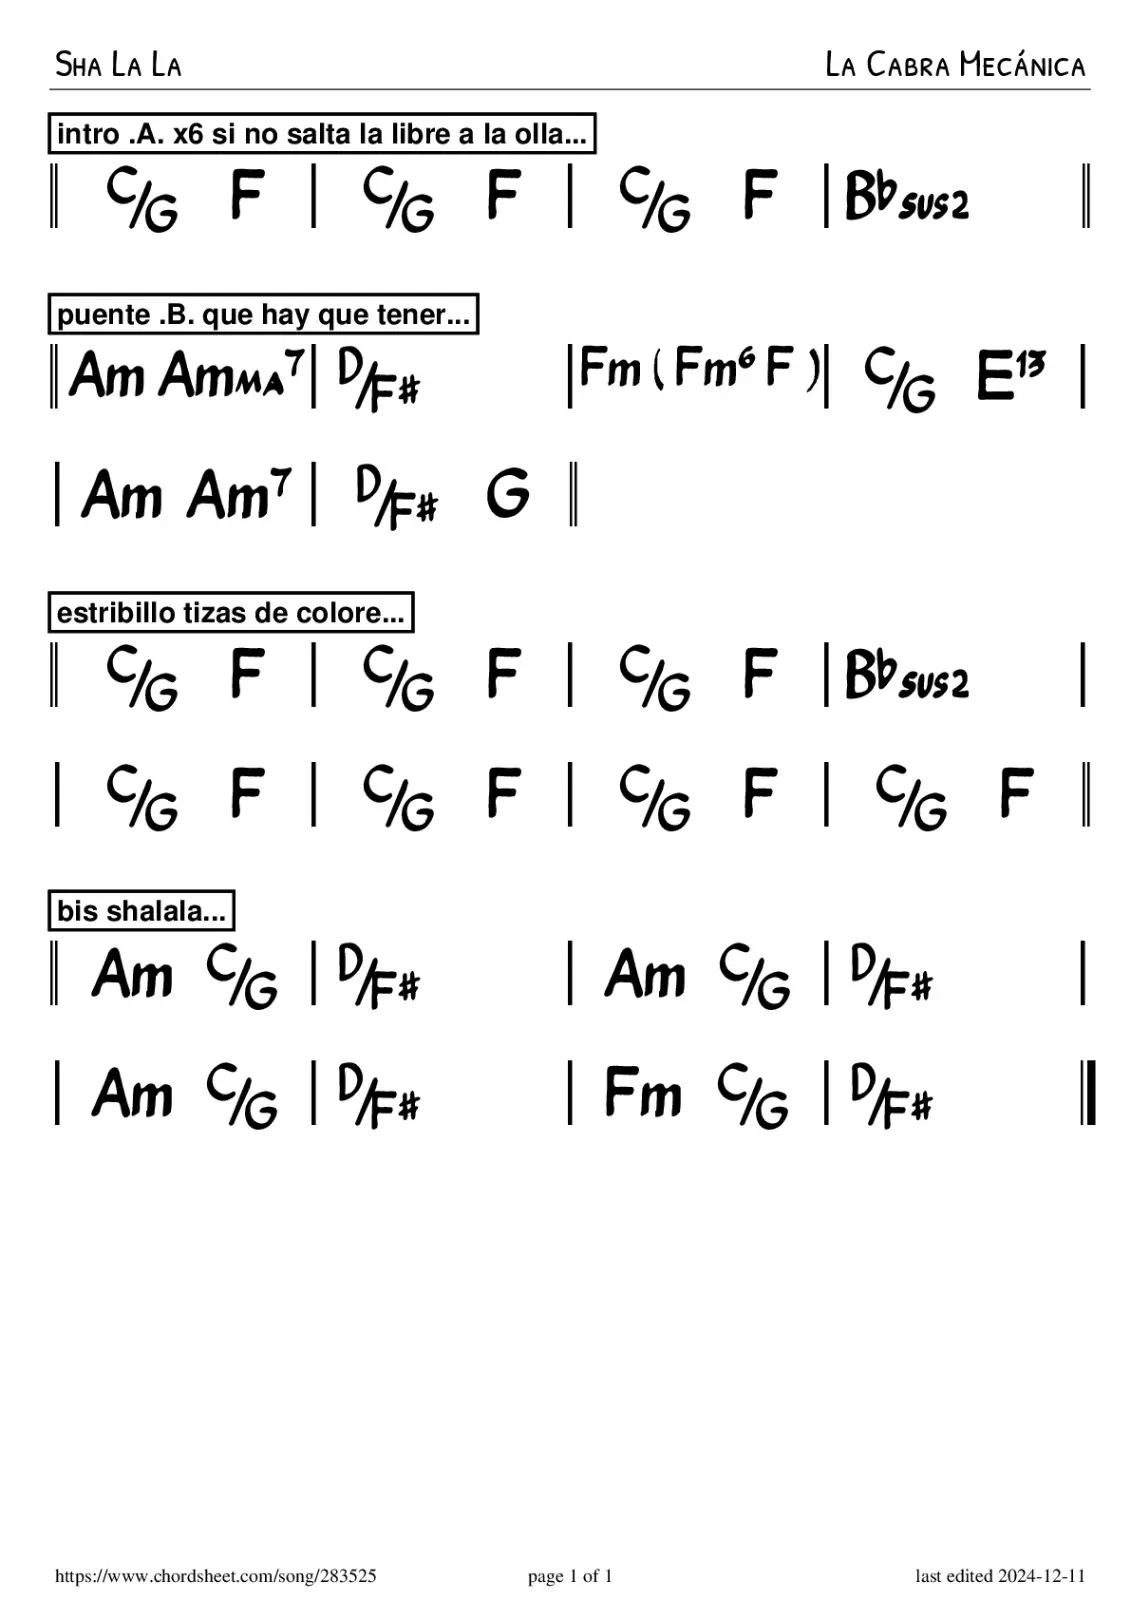 Sha La La La Cabra Mecánica
intro .A. x6 si no salta la libre a la olla...
C/G F | C/G F | C/G F | B♭sus2
puente .B. que hay que tener...
Am AmMA7 | D/F# | Fm ( Fm6 F ) | C/G E13 |
| Am Am7 | D/F# G
estribillo tizas de colore...
C/G F | C/G F | C/G F | B♭sus2 |
| C/G F | C/G F | C/G F | C/G F
bis shalala...
Am C/G | D/F# | Am C/G | D/F# |
| Am C/G | D/F# | Fm C/G | D/F#
https://www.chordsheet.com/song/283525 page 1 of 1 last edited 2024-12-11